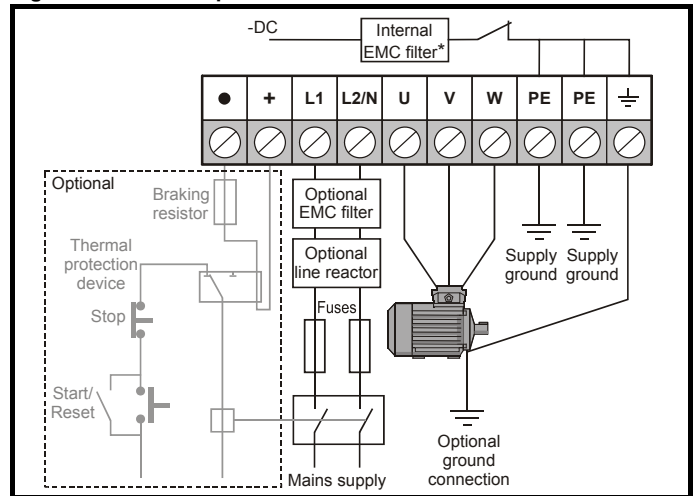 -DC
Internal
EMC filter*
● + L1 L2/N U V W PE PE
Optional
Braking
resistor
Thermal
protection
device
Stop
Start/
Reset
Optional
EMC filter
Optional
line reactor
Fuses
Mains supply
Supply
ground
Supply
ground
Optional
ground
connection